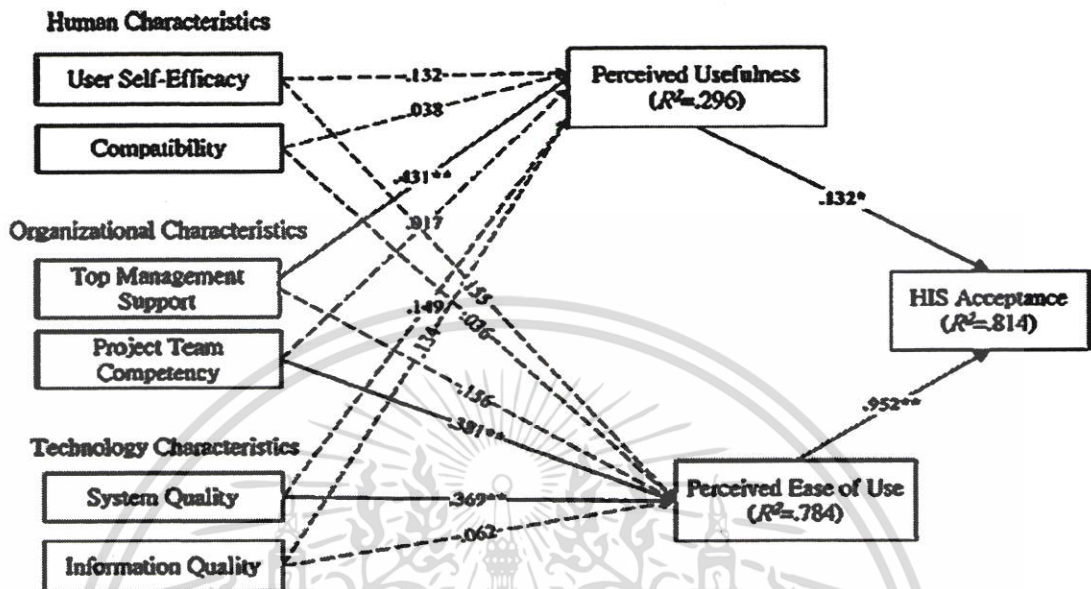 Human Characteristics
User Self-Efficacy
Compatibility
Organizational Characteristics
Top Management
Support
Project Team
Competency
Technology Characteristics
System Quality
Information Quality
.132
.038
.431**
.017
.155
.036
.149
.134
.156
.381**
.369**
.062
Perceived Usefulness
(R²=.296)
.132*
HIS Acceptance
(R²=.814)
.952**
Perceived Ease of Use
(R²=.784)